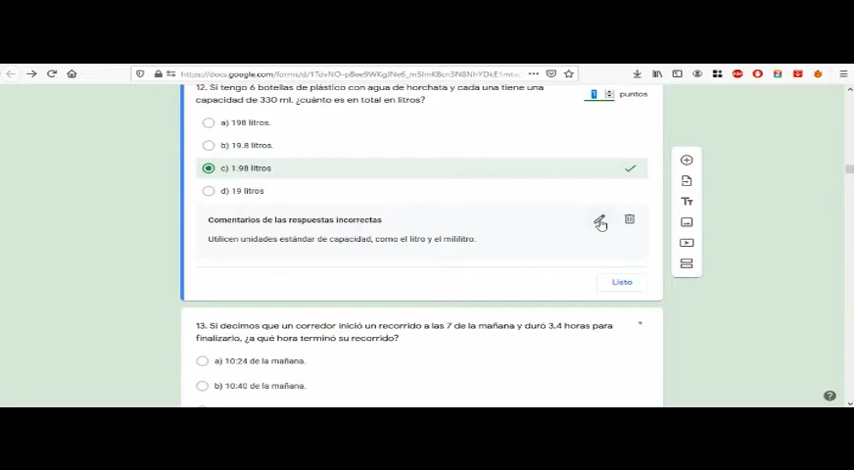 12. Si tengo 6 botellas de plástico con agua de horchata y cada una tiene una
capacidad de 330 ml. ¿cuánto es en total en litros?
1 puntos
a) 198 litros.
b) 19.8 litros.
c) 1.98 litros
d) 19 litros
Comentarios de las respuestas incorrectas
Utilicen unidades estándar de capacidad, como el litro y el mililitro.
Listo
13. Si decimos que un corredor inició un recorrido a las 7 de la mañana y duró 3.4 horas para
finalizarlo, ¿a qué hora terminó su recorrido?
*
a) 10:24 de la mañana.
b) 10:40 de la mañana.